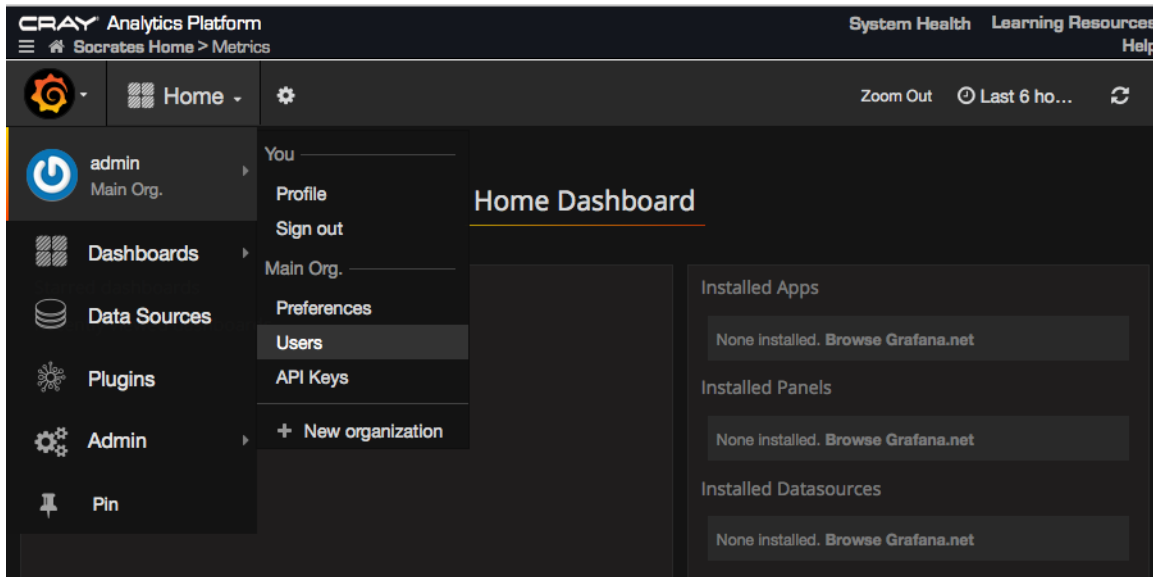 CRAY Analytics Platform
System Health Learning Resources
Socrates Home > Metrics
Help
Home
Zoom Out Last 6 ho...
admin
Main Org.
Dashboards
Data Sources
Plugins
Admin
Pin
You
Profile
Sign out
Main Org.
Preferences
Users
API Keys
+ New organization
Home Dashboard
Installed Apps
None installed. Browse Grafana.net
Installed Panels
None installed. Browse Grafana.net
Installed Datasources
None installed. Browse Grafana.net